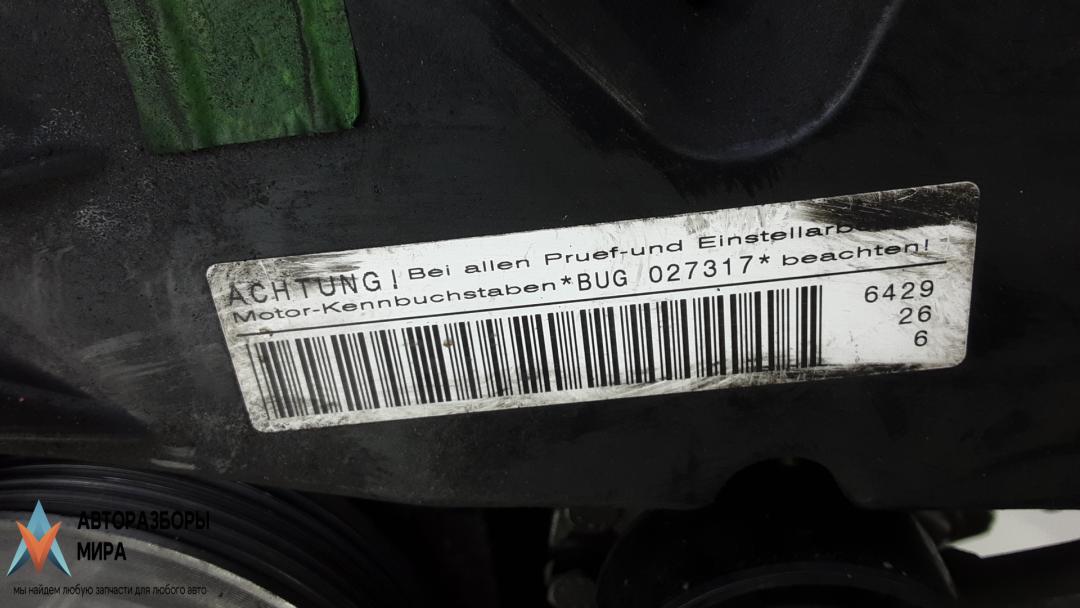 ACHTUNG! Bei allen Pruef-und
Einstellarb
Motor-Kennbuchstaben*BUG 027317* beachten!
6429
26
6
АВТОРАЗБОРЫ
МИРА
мы найдем любую запчасти для любого авто